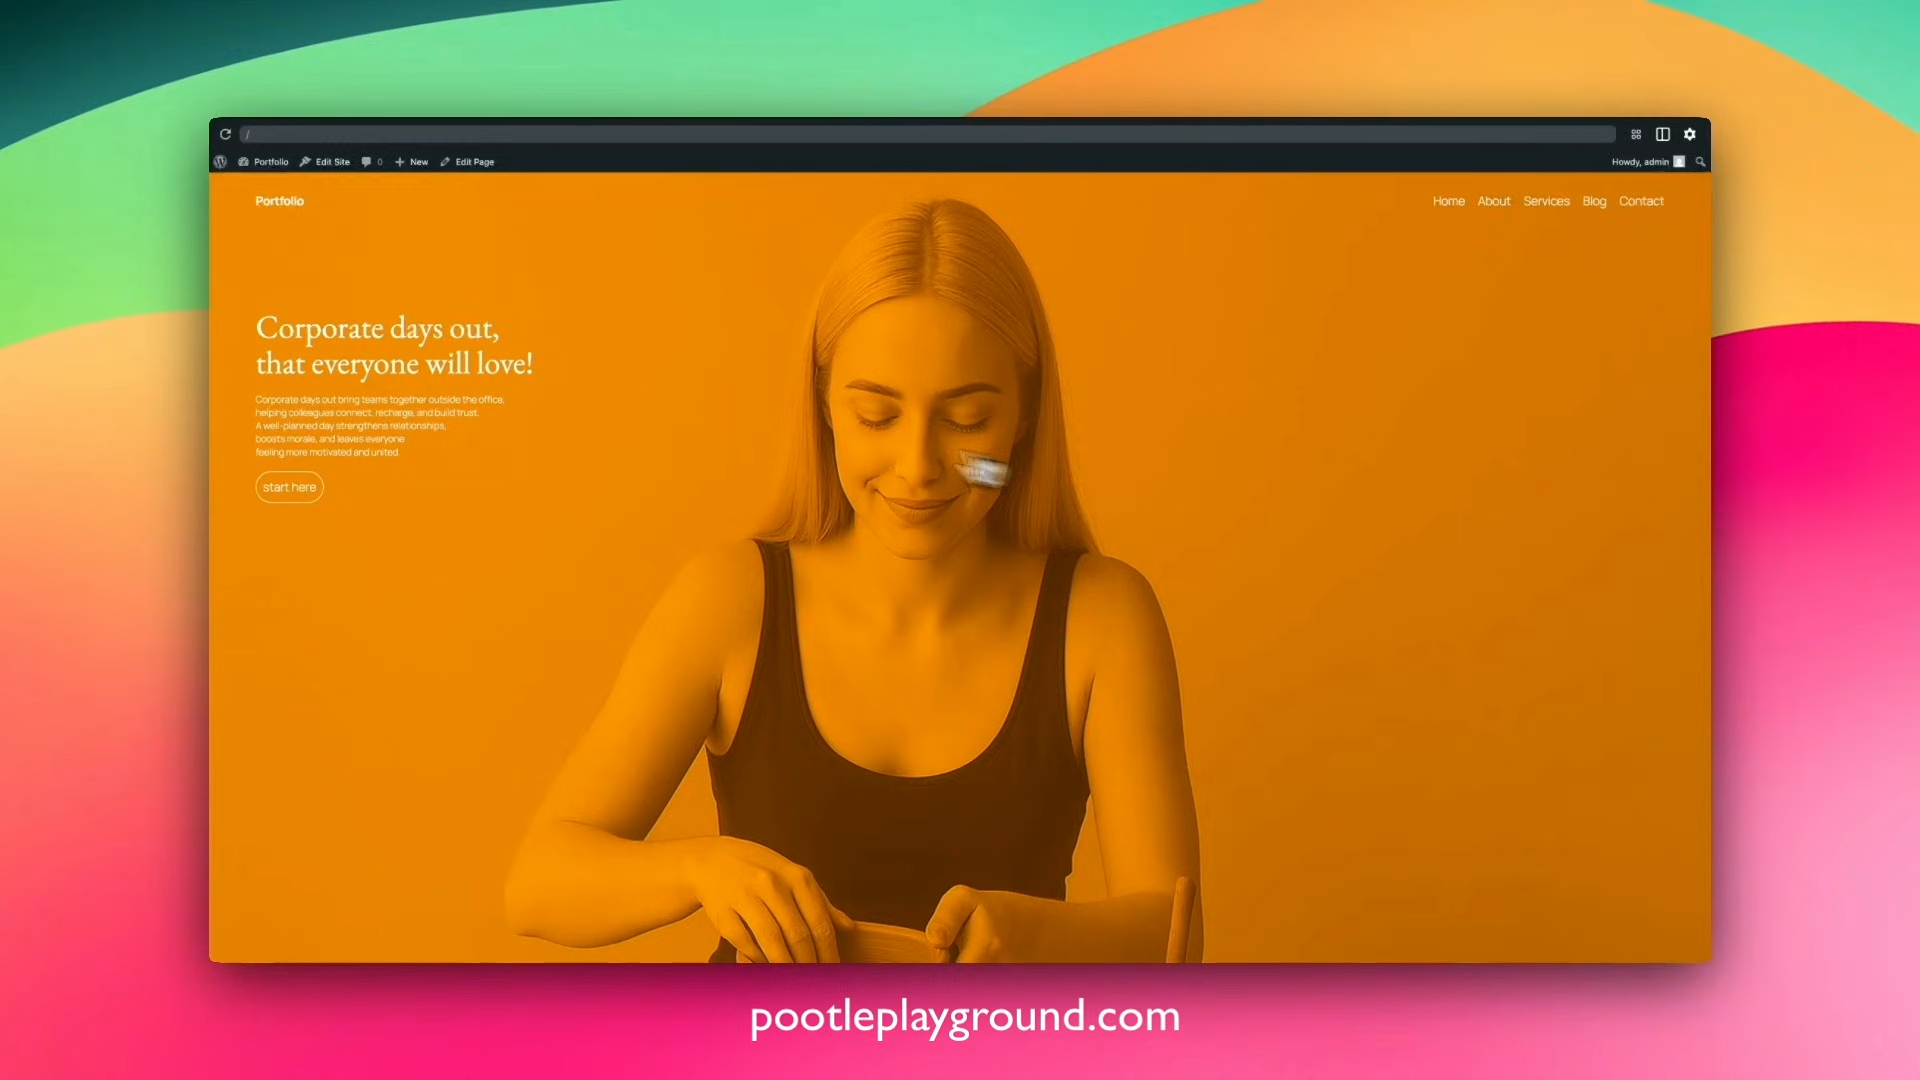 /
Portfolio Edit Site 0 New Edit Page Howdy, admin
Portfolio Home About Services Blog Contact
Corporate days out,
that everyone will love!
Corporate days out bring teams together outside the office,
helping colleagues connect, recharge, and build trust.
A well-planned day strengthens relationships,
boosts morale, and leaves everyone
feeling more motivated and united.
start here
pootleplayground.com